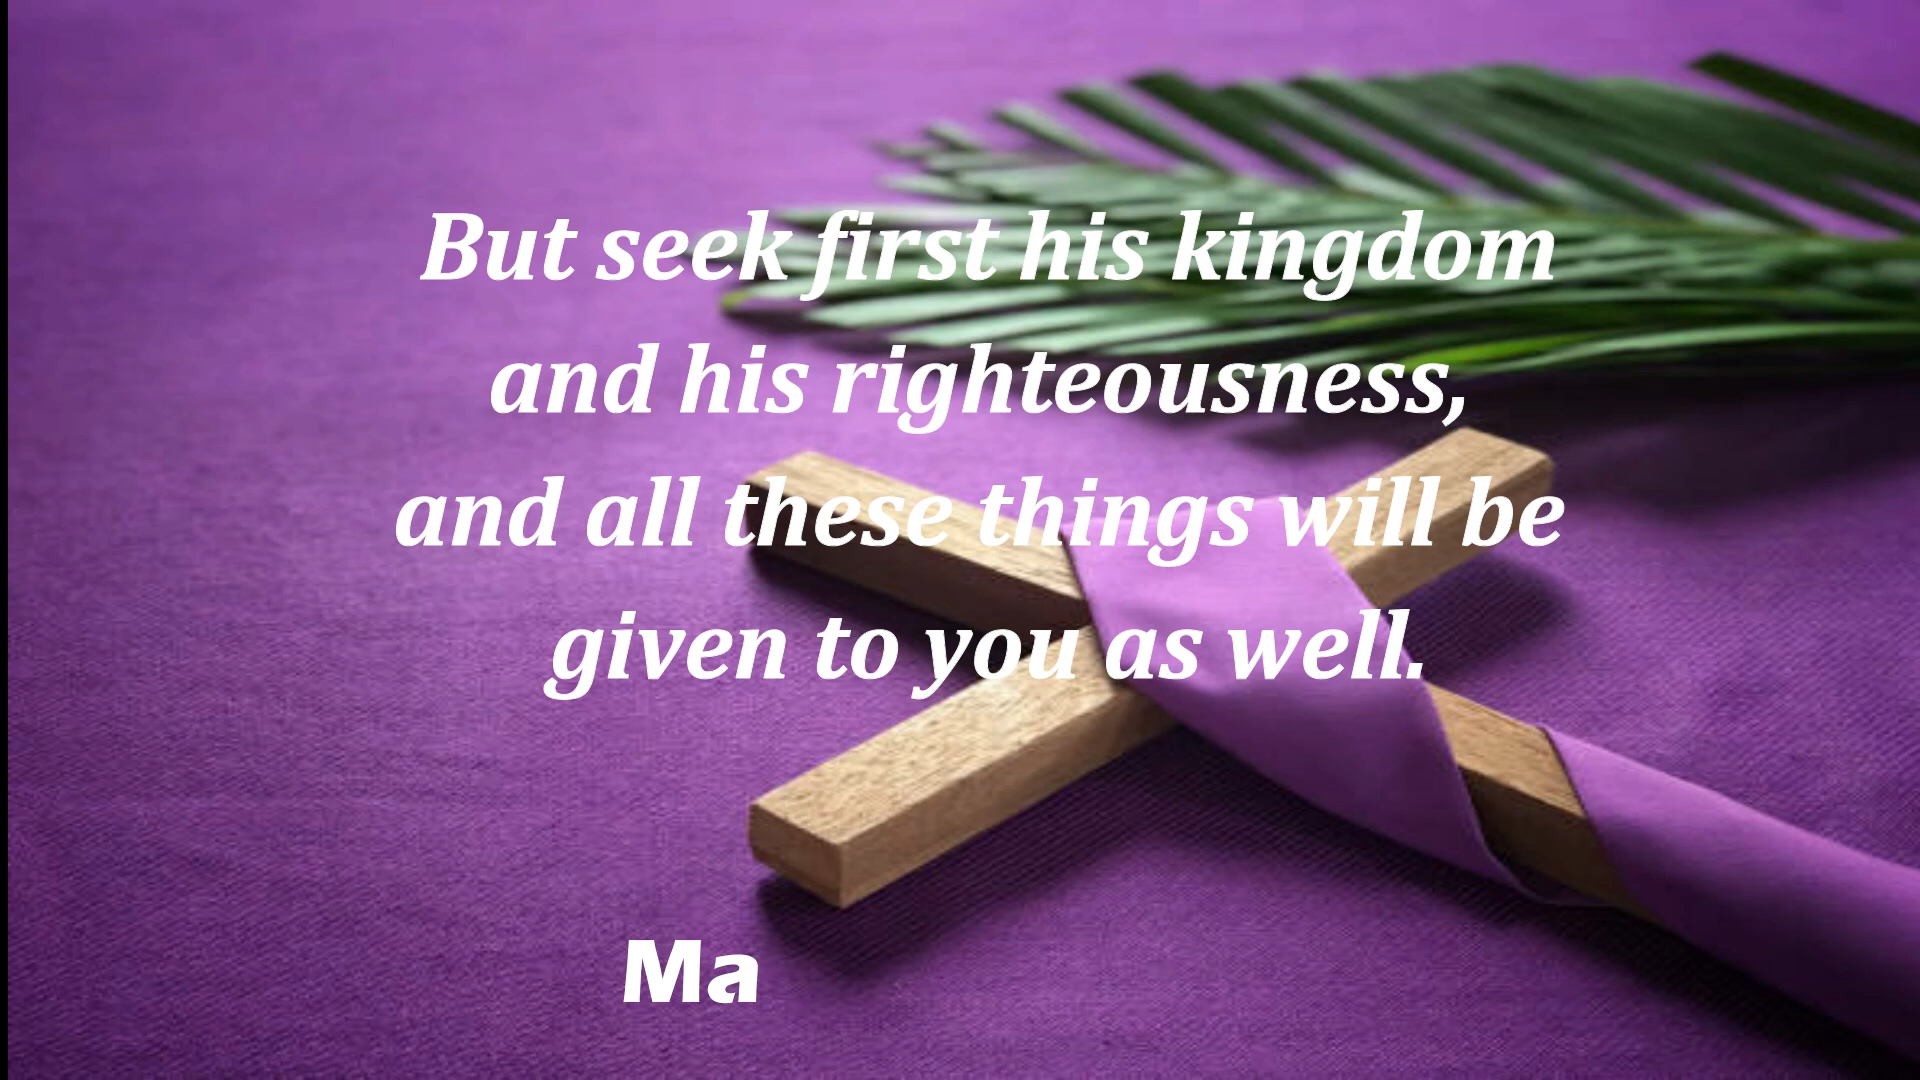 But seek first his kingdom
and his righteousness,
and all these things will be
given to you as well.
Ma